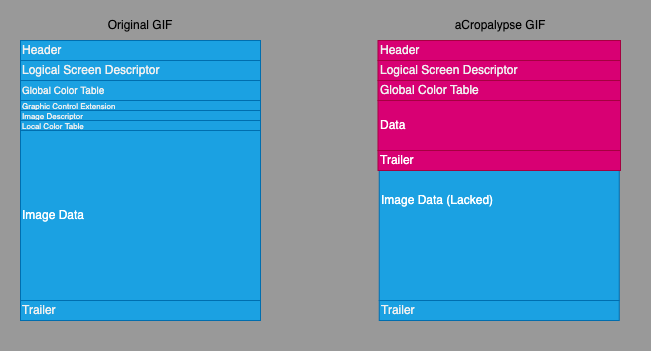 Original GIF
Header
Logical Screen Descriptor
Global Color Table
Graphic Control Extension
Image Descriptor
Local Color Table
Image Data
Trailer
aCropalypse GIF
Header
Logical Screen Descriptor
Global Color Table
Data
Trailer
Image Data (Lacked)
Trailer